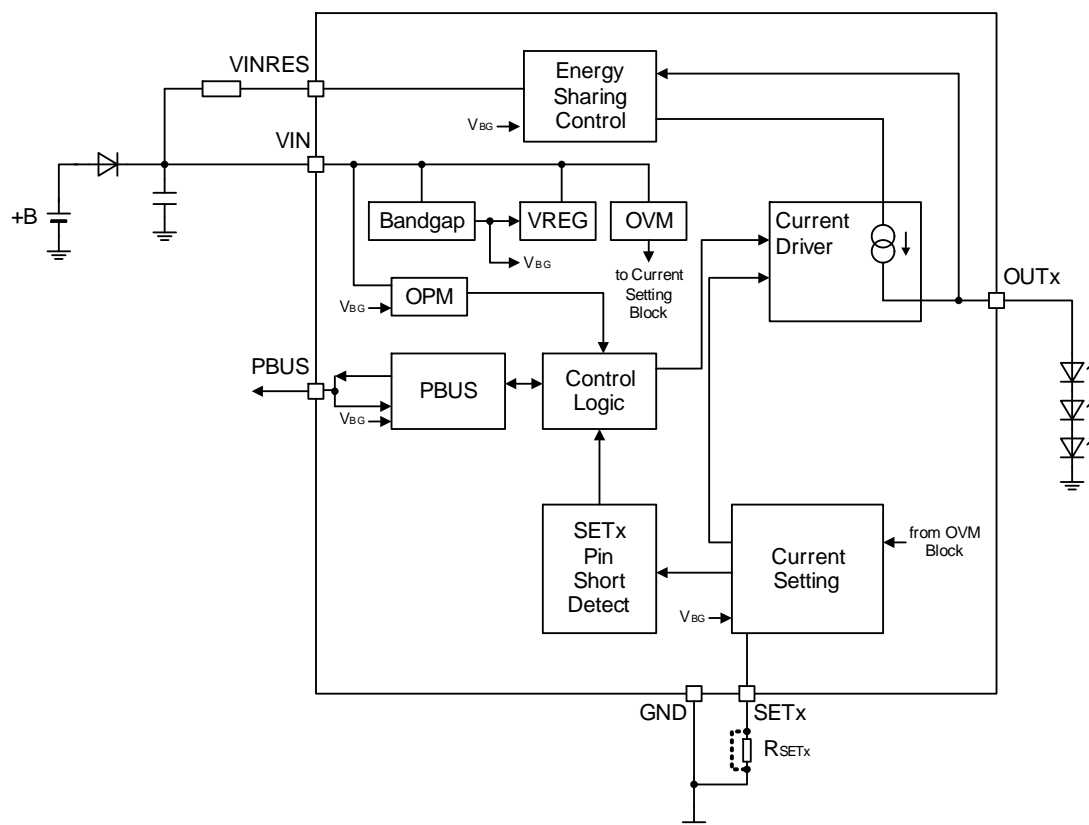 VINRES
Energy
Sharing
Control
VBG
VIN
+B
Bandgap
VREG
OVM
VBG
to Current
Setting
Block
Current
Driver
OUTx
OPM
VBG
PBUS
PBUS
VBG
Control
Logic
SETx
Pin
Short
Detect
Current
Setting
from OVM
Block
VBG
GND
SETx
RSETx